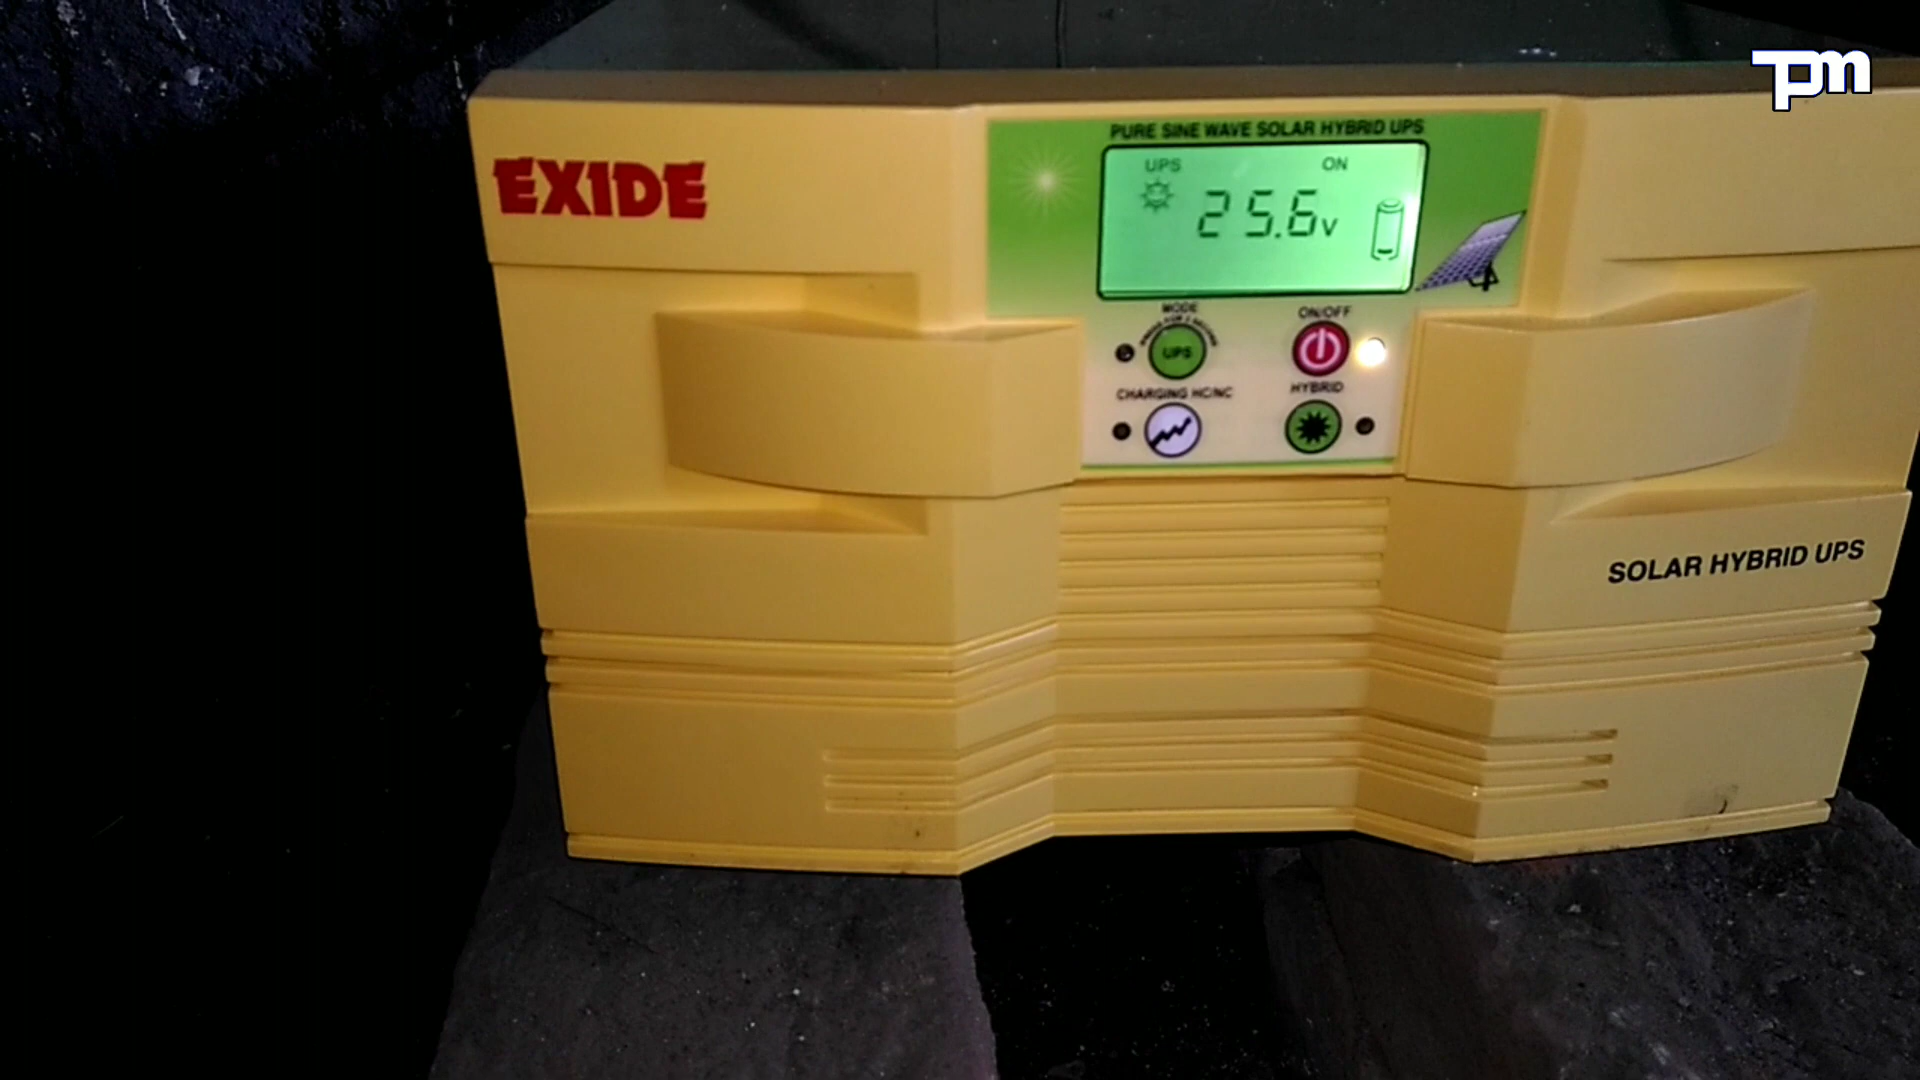 TPM
EXIDE
PURE SINE WAVE SOLAR HYBRID UPS
UPS ON
25.6v
MODE
UPS
ON/OFF
CHARGING HC/NC
HYBRID
SOLAR HYBRID UPS